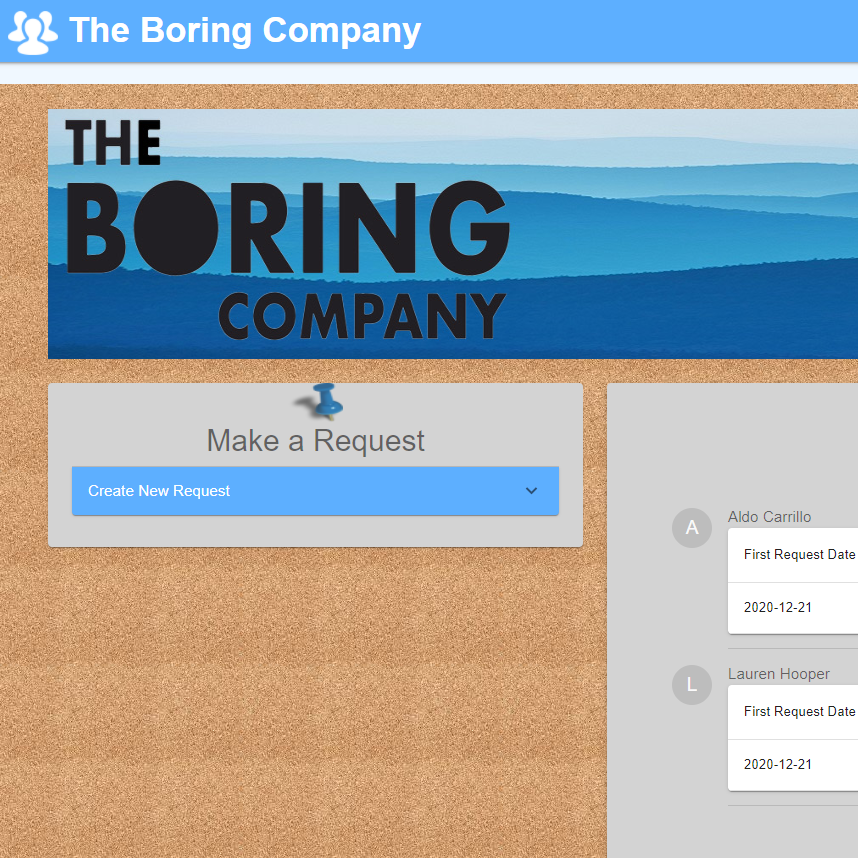 The Boring Company
THE
BORING
COMPANY
Make a Request
Create New Request
A
Aldo Carrillo
First Request Date
2020-12-21
L
Lauren Hooper
First Request Date
2020-12-21